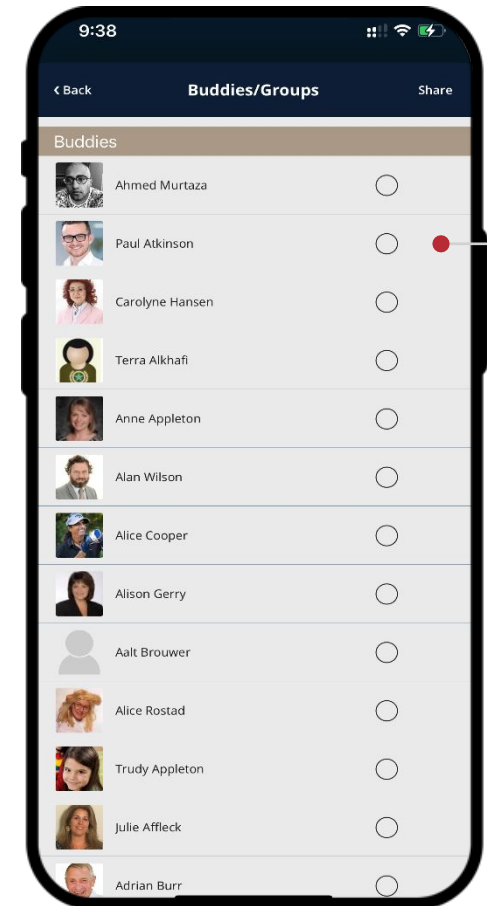 9:38
Back Buddies/Groups Share
Buddies
Ahmed Murtaza
Paul Atkinson
Carolyne Hansen
Terra Alkhafi
Anne Appleton
Alan Wilson
Alice Cooper
Alison Gerry
Aalt Brouwer
Alice Rostad
Trudy Appleton
Julie Affleck
Adrian Burr